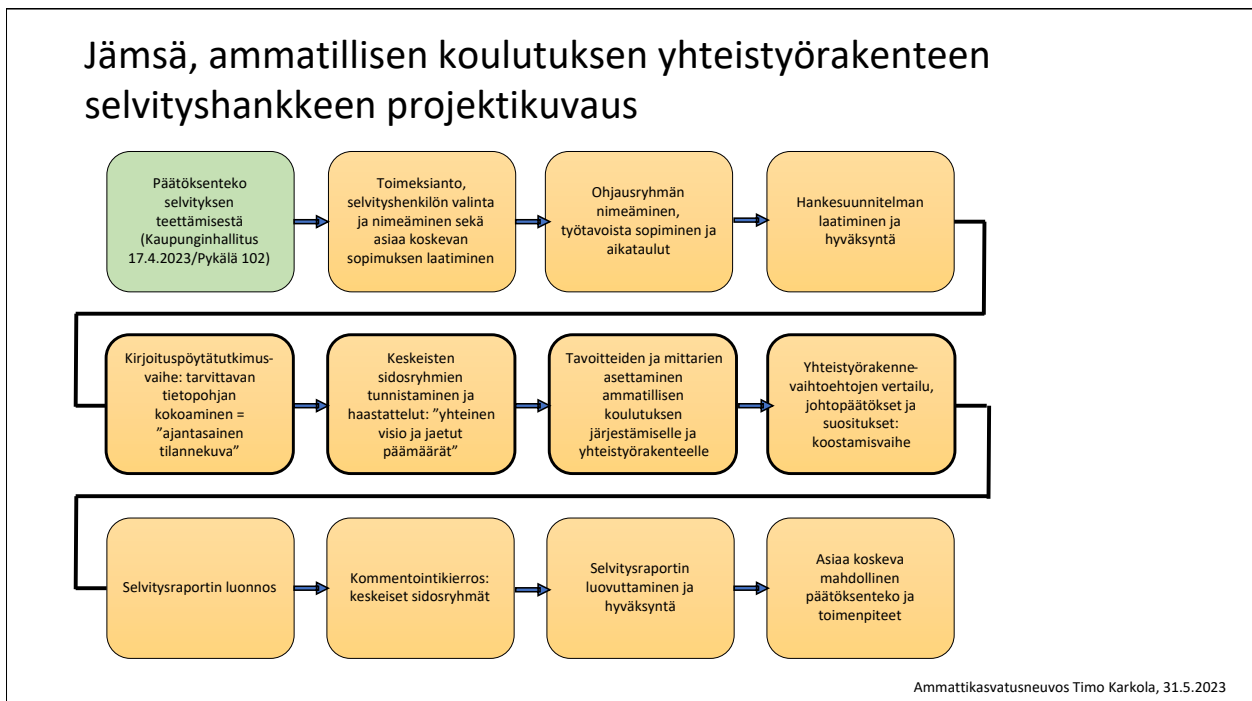 Jämsä, ammatillisen koulutuksen yhteistyörakenteen
selvityshankkeen projektikuvaus
Päätöksenteko
selvityksen
teettämisestä
(Kaupunginhallitus
17.4.2023/Pykälä 102)
Toimeksianto,
selvityshenkilön valinta
ja nimeäminen sekä
asiaa koskevan
sopimuksen laatiminen
Ohjausryhmän
nimeäminen,
työtavoista sopiminen ja
aikataulut
Hankesuunnitelman
laatiminen ja
hyväksyntä
Kirjoituspöytätutkimus-
vaihe: tarvittavan
tietopohjan
kokoaminen =
”ajantasainen
tilannekuva”
Keskeisten
sidosryhmien
tunnistaminen ja
haastattelut: ”yhteinen
visio ja jaetut
päämäärät”
Tavoitteiden ja mittarien
asettaminen
ammatillisen
koulutuksen
järjestämiselle ja
yhteistyörakenteelle
Yhteistyörakenne-
vaihtoehtojen vertailu,
johtopäätökset ja
suositukset:
koostamisvaihe
Selvitysraportin luonnos
Kommentointikierros:
keskeiset sidosryhmät
Selvitysraportin
luovuttaminen ja
hyväksyntä
Asiaa koskeva
mahdollinen
päätöksenteko ja
toimenpiteet
Ammattikasvatusneuvos Timo Karkola, 31.5.2023